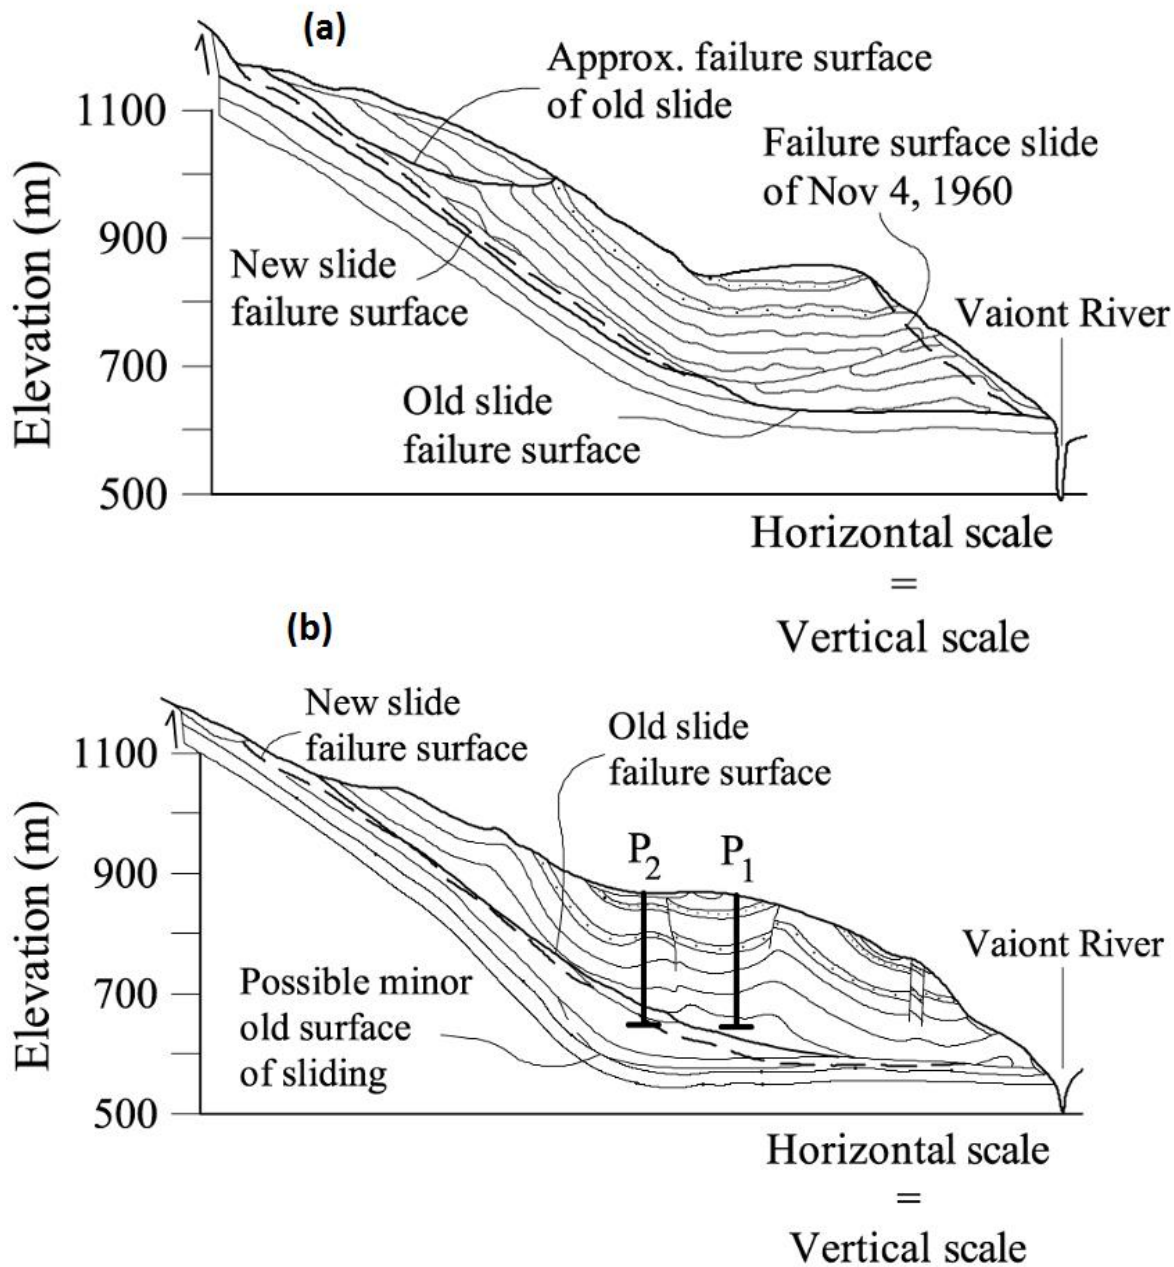 (a)
Approx. failure surface
of old slide
Failure surface slide
of Nov 4, 1960
New slide
failure surface
Vaiont River
Old slide
failure surface
Elevation (m)
1100
900
700
500
Horizontal scale
=
Vertical scale
(b)
New slide
failure surface
Old slide
failure surface
P2
P1
Vaiont River
Possible minor
old surface
of sliding
Elevation (m)
1100
900
700
500
Horizontal scale
=
Vertical scale